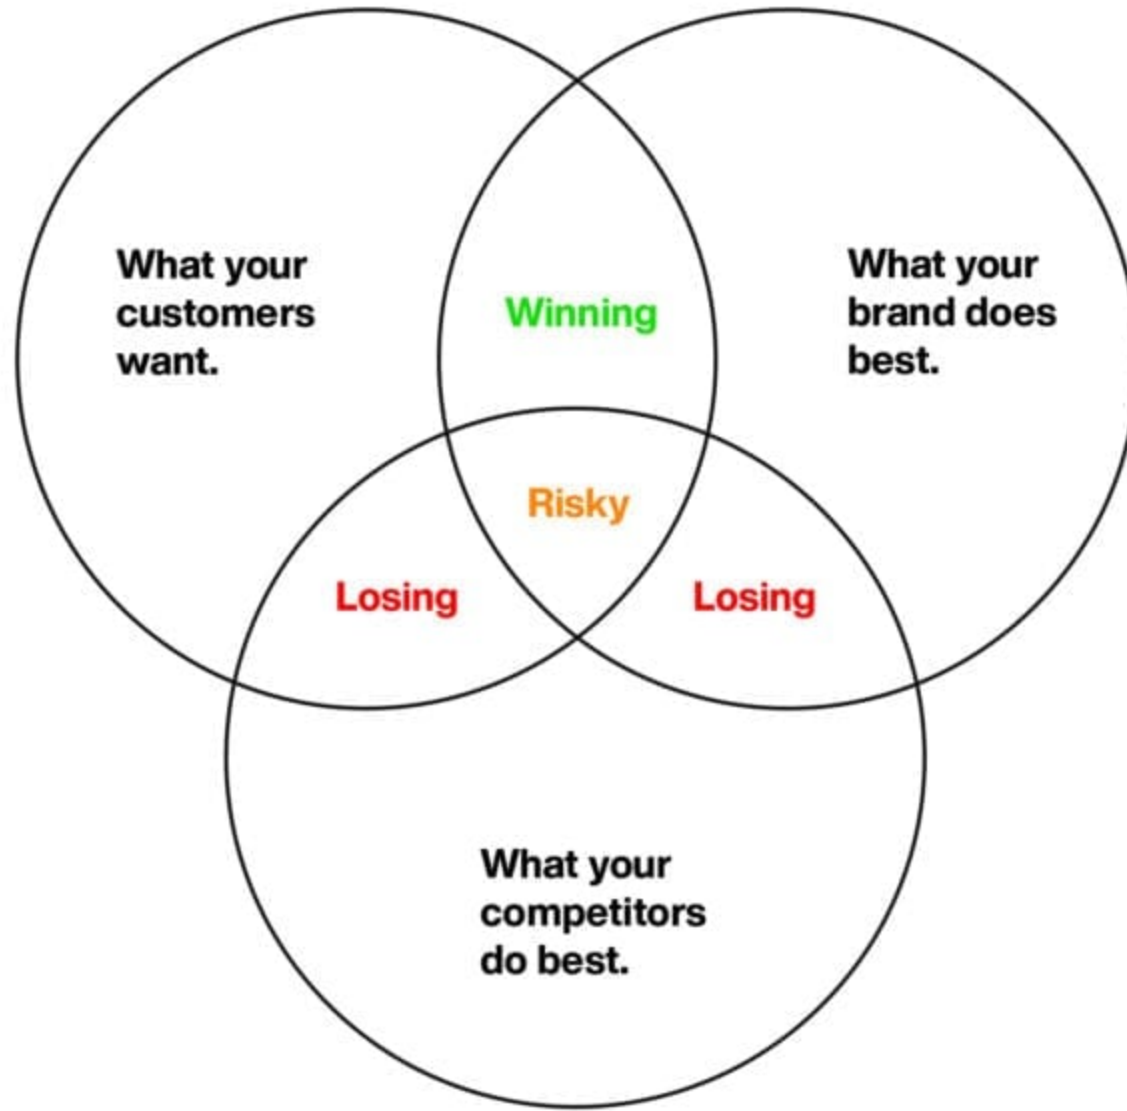 What your
customers
want.
Winning
What your
brand does
best.
Risky
Losing
Losing
What your
competitors
do best.